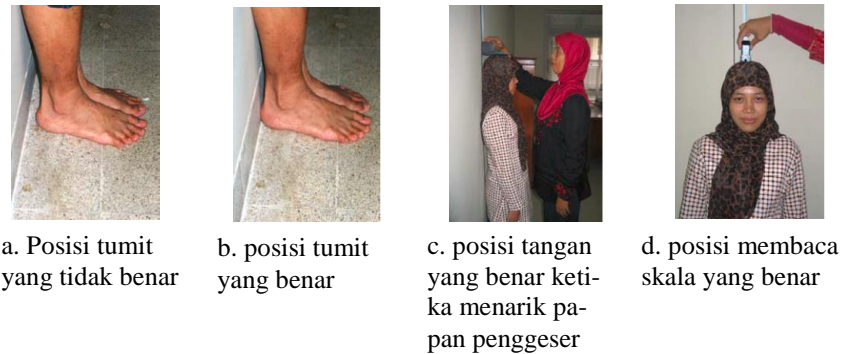 a. Posisi tumit
yang tidak benar
b. posisi tumit
yang benar
c. posisi tangan
yang benar keti-
ka menarik pa-
pan penggeser
d. posisi membaca
skala yang benar